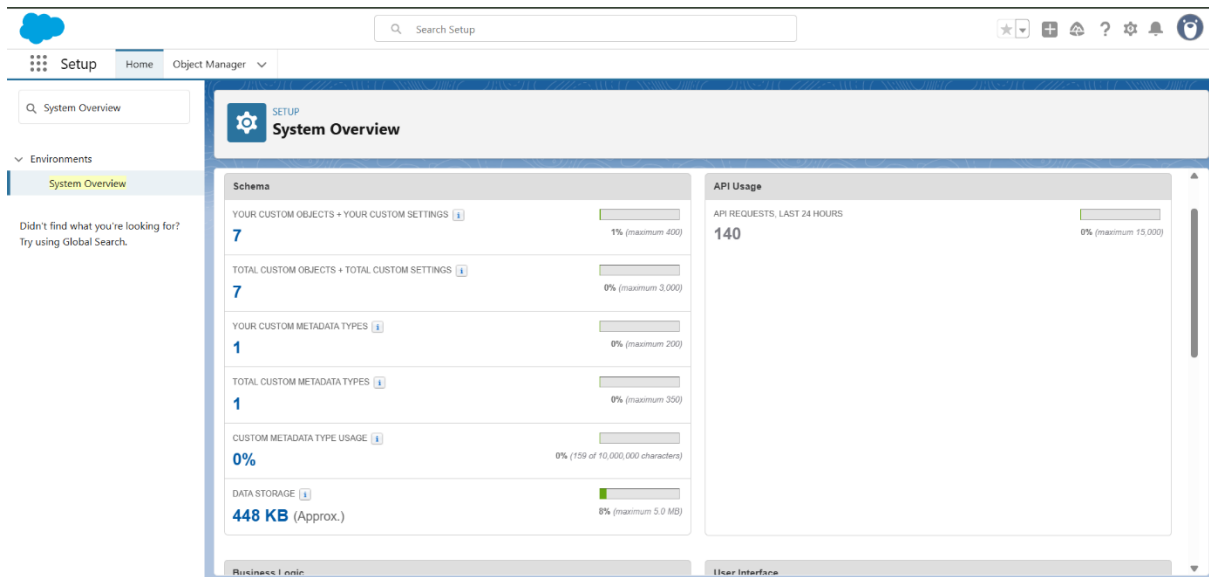 Search Setup
Setup
Home
Object Manager
System Overview
Environments
System Overview
Didn't find what you're looking for?
Try using Global Search.
SETUP
System Overview
Schema
YOUR CUSTOM OBJECTS + YOUR CUSTOM SETTINGS i
7
1% (maximum 400)
TOTAL CUSTOM OBJECTS + TOTAL CUSTOM SETTINGS i
7
0% (maximum 3,000)
YOUR CUSTOM METADATA TYPES i
1
0% (maximum 200)
TOTAL CUSTOM METADATA TYPES i
1
0% (maximum 350)
CUSTOM METADATA TYPE USAGE i
0%
0% (159 of 10,000,000 characters)
DATA STORAGE i
448 KB (Approx.)
8% (maximum 5.0 MB)
API Usage
API REQUESTS, LAST 24 HOURS
140
0% (maximum 15,000)
Business Logic
User Interface